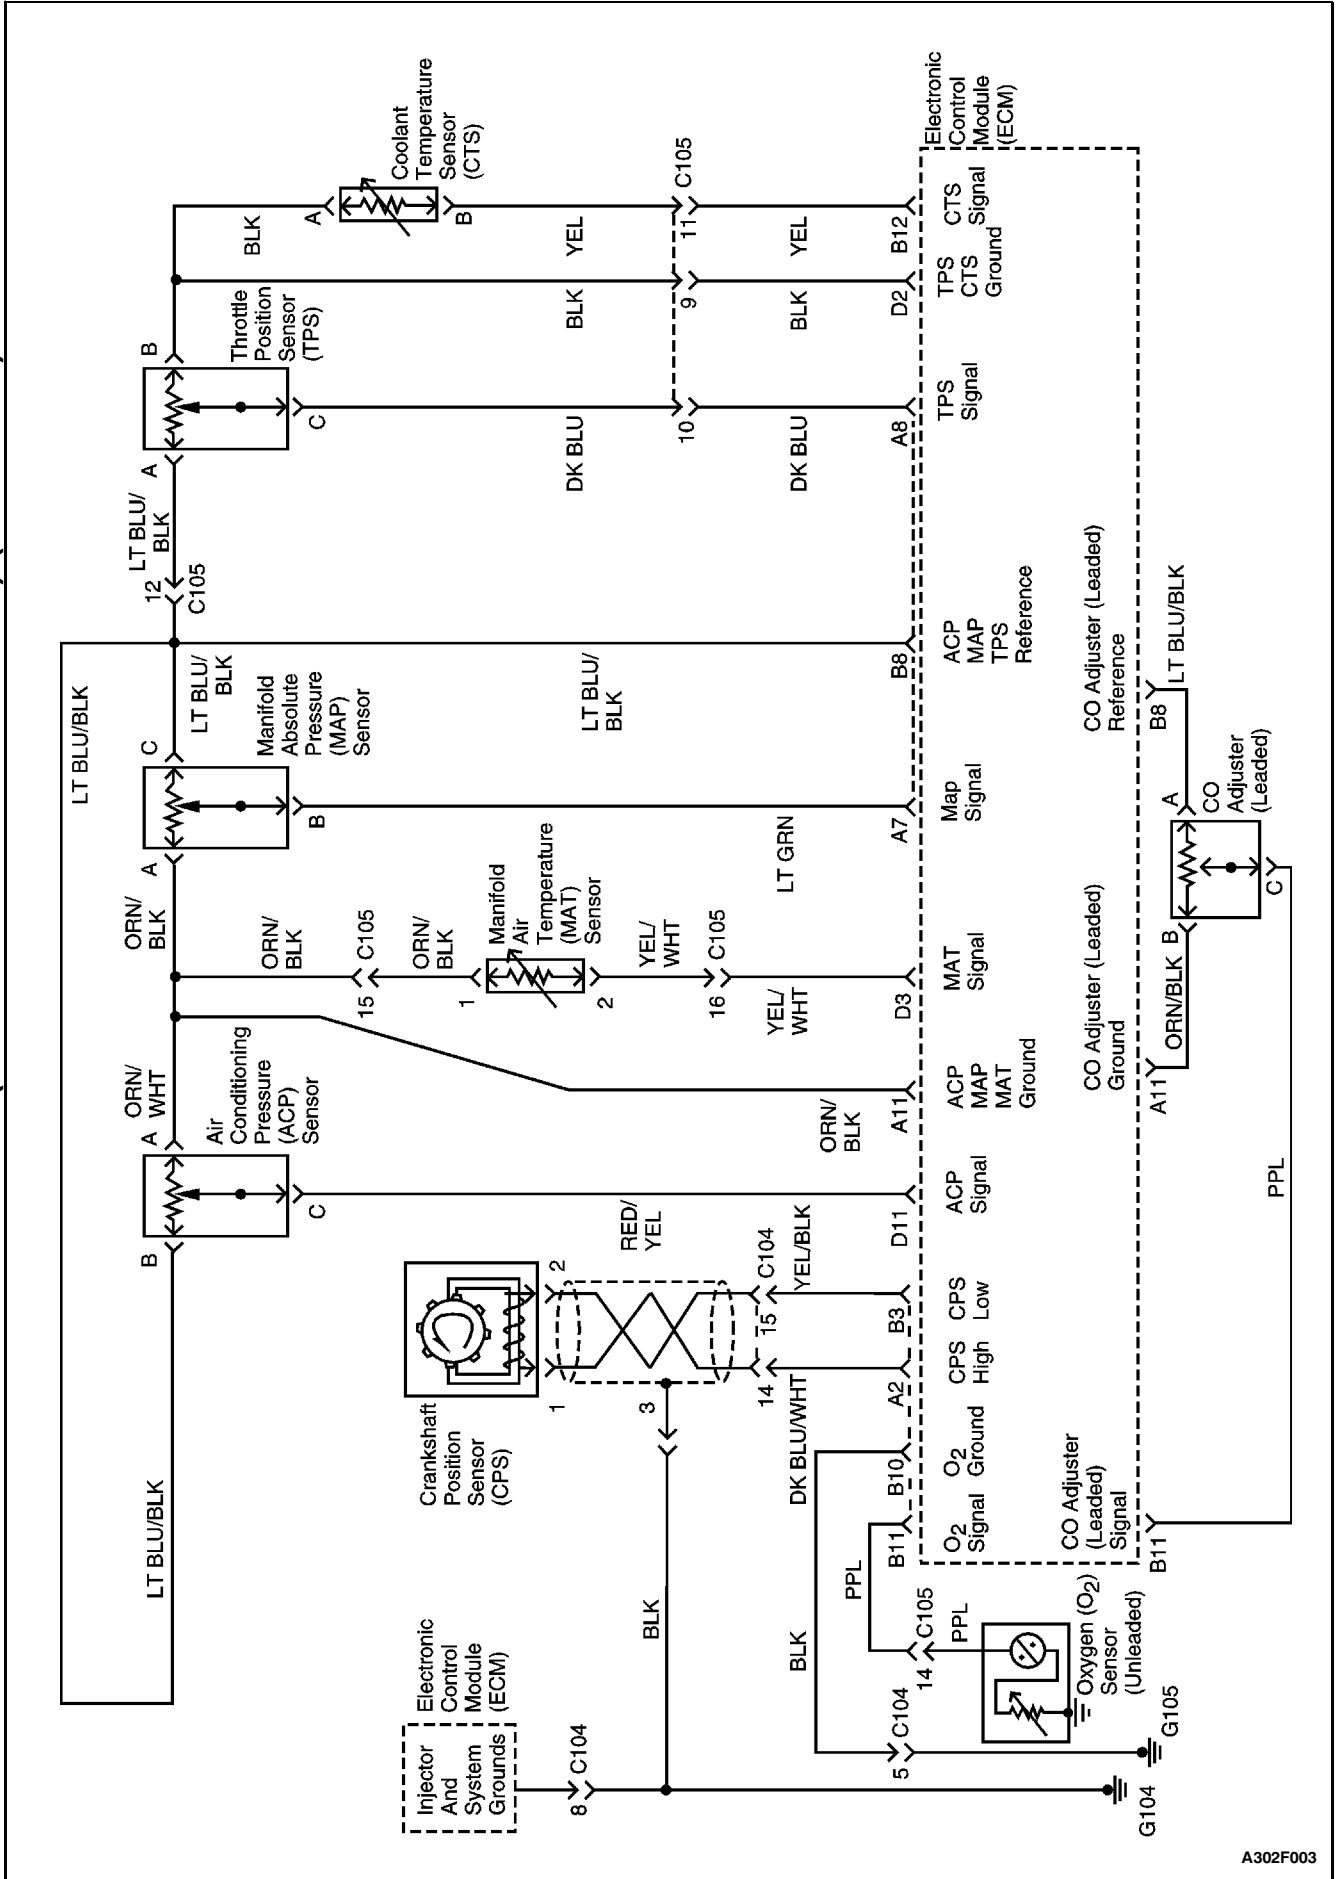 LT BLU/BLK
LT BLU/BLK
B
A
ORN/
WHT
Air
Conditioning
Pressure
(ACP)
Sensor
C
ORN/
BLK
A
C
Manifold
Absolute
Pressure
(MAP)
Sensor
B
LT BLU/
BLK
12
C105
LT BLU/
BLK
A
B
Throttle
Position
Sensor
(TPS)
C
BLK
A
Coolant
Temperature
Sensor
(CTS)
B
Crankshaft
Position
Sensor
(CPS)
1
2
3
RED/
YEL
ORN/
BLK
15
C105
ORN/
BLK
1
Manifold
Air
Temperature
(MAT)
Sensor
2
YEL/
WHT
16
C105
YEL/
WHT
LT GRN
LT BLU/
BLK
DK BLU
10
DK BLU
BLK
9
BLK
YEL
11
C105
YEL
14
15
C104
DK BLU/WHT
YEL/BLK
ORN/
BLK
Electronic
Control
Module
(ECM)
Injector
And
System
Grounds
8
C104
BLK
BLK
PPL
B11
B10
A2
B3
D11
A11
D3
A7
B8
A8
D2
B12
Electronic
Control
Module
(ECM)
O2
Signal
O2
Ground
CPS
High
CPS
Low
ACP
Signal
ACP
MAP
MAT
Ground
MAT
Signal
Map
Signal
ACP
MAP
TPS
Reference
TPS
Signal
TPS
CTS
Ground
CTS
Signal
CO Adjuster
(Leaded)
Signal
CO Adjuster (Leaded)
Ground
CO Adjuster (Leaded)
Reference
5
C104
14
C105
PPL
Oxygen (O2)
Sensor
(Unleaded)
G104
G105
B11
PPL
A11
ORN/BLK
B
C
A
CO
Adjuster
(Leaded)
B8
LT BLU/BLK
A302F003